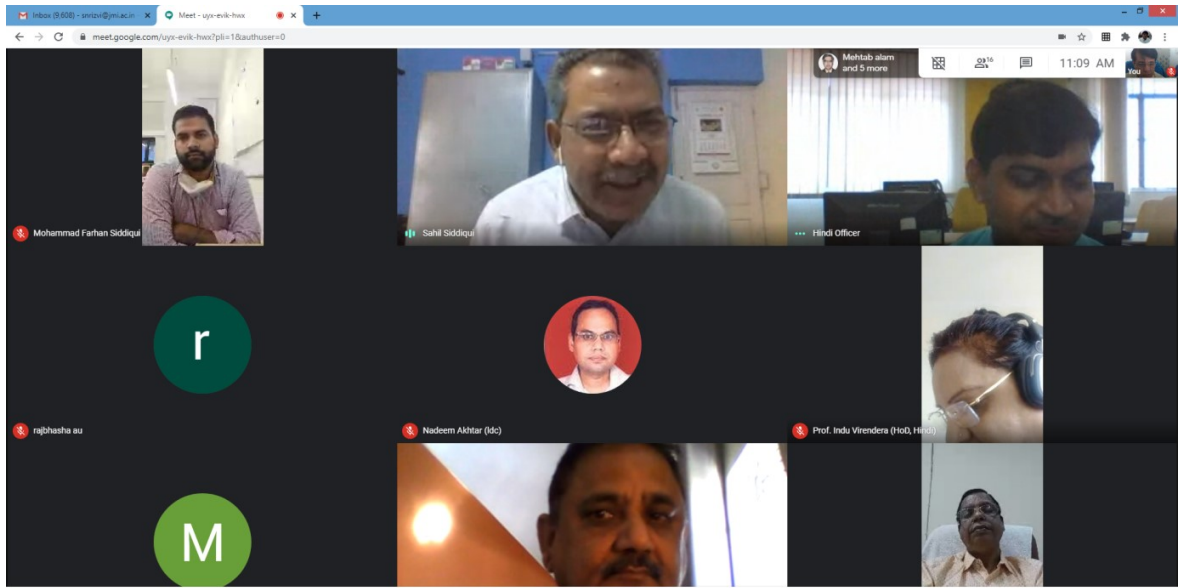 Inbox (9,608) - snrizvi@jmi.ac.in
Meet - uyx-evik-hwx
meet.google.com/uyx-evik-hwx?pli=1&authuser=0
Mehtab alam
and 5 more
16
11:09 AM
You
Mohammad Farhan Siddiqui
Sahil Siddiqui
Hindi Officer
r
rajbhasha au
Nadeem Akhtar (ldc)
Prof. Indu Virendera (HoD, Hindi)
M